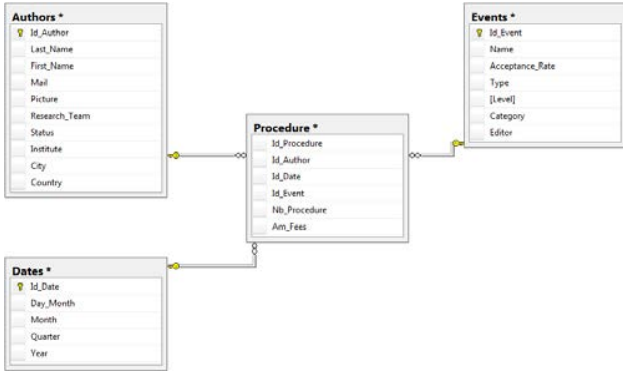 Authors *
Id_Author
Last_Name
First_Name
Mail
Picture
Research_Team
Status
Institute
City
Country
Events *
Id_Event
Name
Acceptance_Rate
Type
[Level]
Category
Editor
Procedure *
Id_Procedure
Id_Author
Id_Date
Id_Event
Nb_Procedure
Am_Fees
Dates *
Id_Date
Day_Month
Month
Quarter
Year